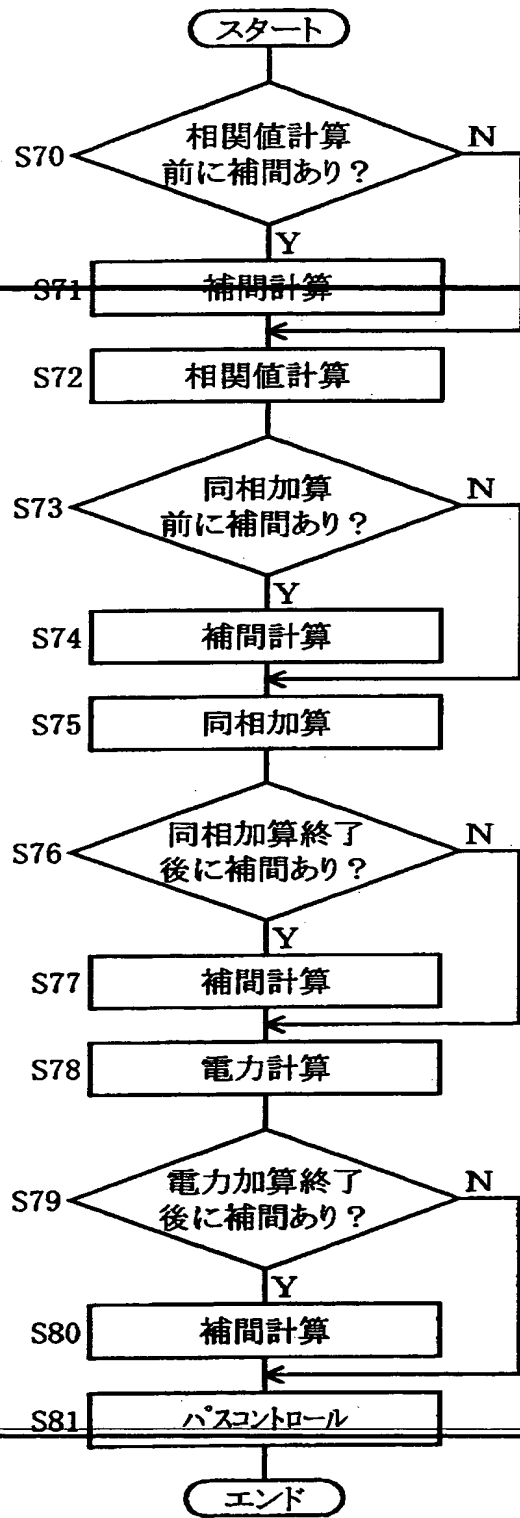 スタート
S70
相関値計算
前に補間あり？
N
Y
S71
補間計算
S72
相関値計算
S73
同相加算
前に補間あり？
N
Y
S74
補間計算
S75
同相加算
S76
同相加算終了
後に補間あり？
N
Y
S77
補間計算
S78
電力計算
S79
電力加算終了
後に補間あり？
N
Y
S80
補間計算
S81
パスコントロール
エンド